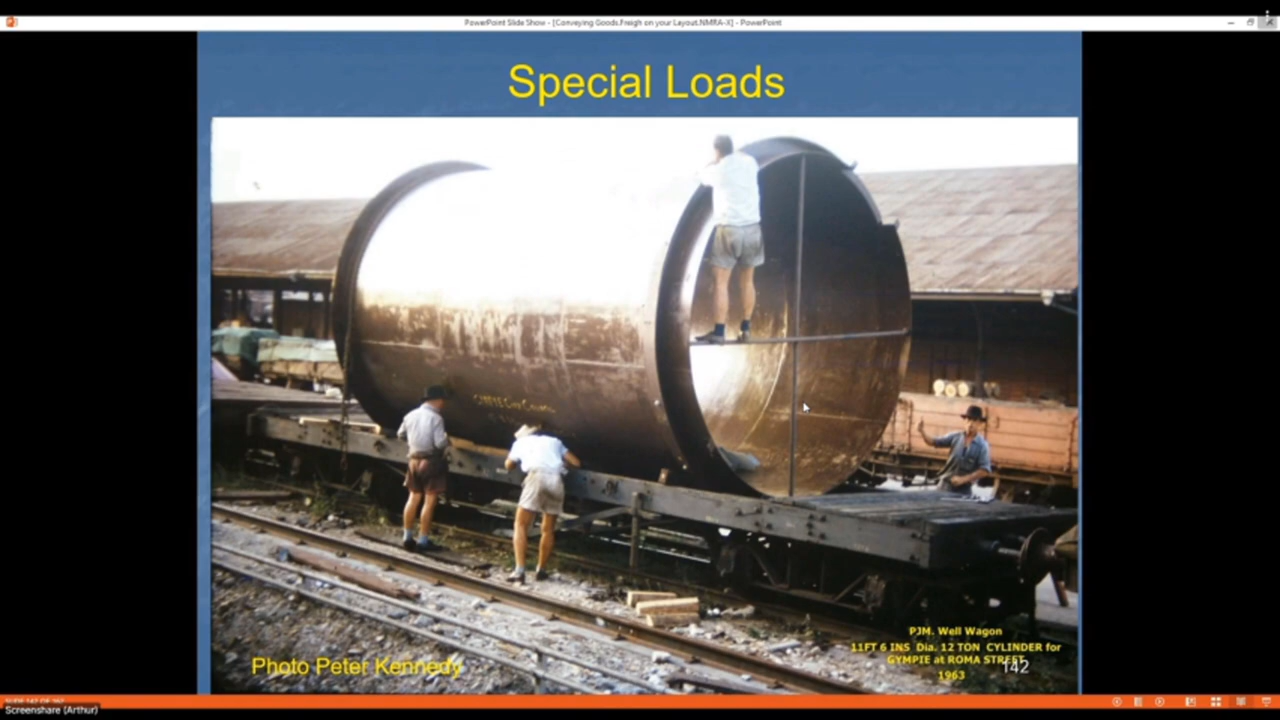 PowerPoint Slide Show - [Conveying Goods.Freigh on your Layout.NMRA-X] - PowerPoint
Special Loads
PJM. Well Wagon
11FT 6 INS Dia. 12 TON CYLINDER for
GYMPIE at ROMA STREET
1963
142
Photo Peter Kennedy
Screenshare (Arthur)